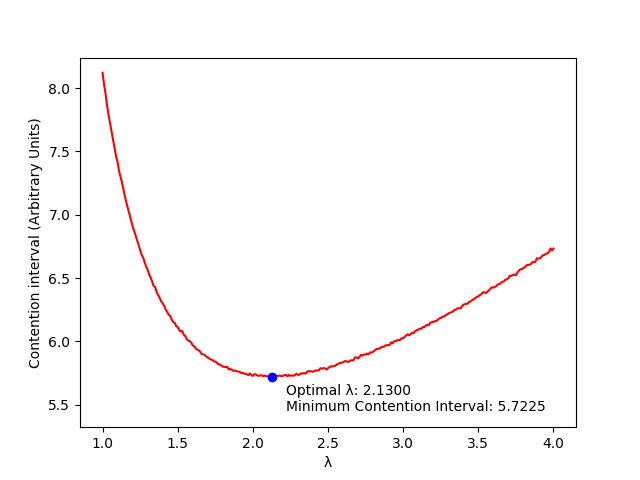 8.0
7.5
7.0
6.5
6.0
5.5
Contention interval (Arbitrary Units)
Optimal λ: 2.1300
Minimum Contention Interval: 5.7225
1.0 1.5 2.0 2.5 3.0 3.5 4.0
λ